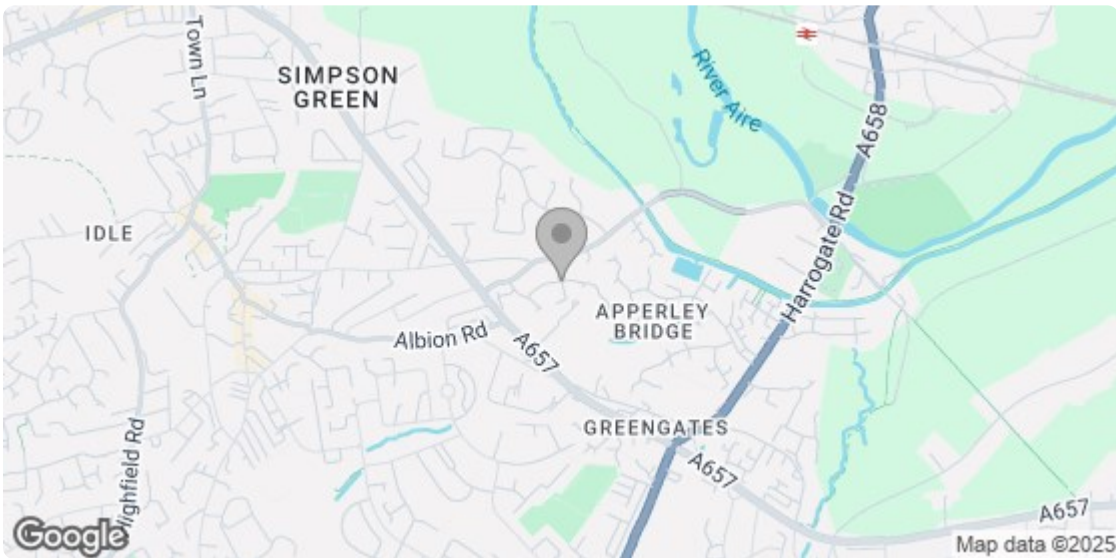 Town Ln
SIMPSON
GREEN
River Aire
A658
IDLE
Harrogate Rd
APPERLEY
BRIDGE
Albion Rd
A657
GREENGATES
Highfield Rd
A657
A657
Google
Map data ©2025